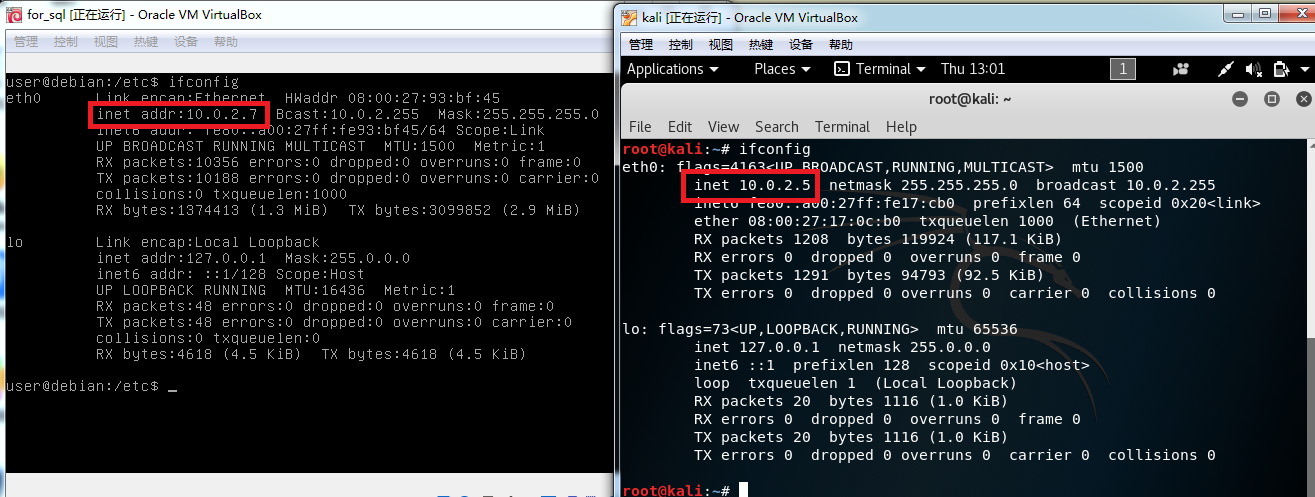 for_sql [正在运行] - Oracle VM VirtualBox
管理 控制 视图 热键 设备 帮助
user@debian:/etc$ ifconfig
eth0 Link encap:Ethernet HWaddr 08:00:27:93:bf:45
inet addr:10.0.2.7 Bcast:10.0.2.255 Mask:255.255.255.0
inet6 addr: fe80::a00:27ff:fe93:bf45/64 Scope:Link
UP BROADCAST RUNNING MULTICAST MTU:1500 Metric:1
RX packets:10356 errors:0 dropped:0 overruns:0 frame:0
TX packets:10188 errors:0 dropped:0 overruns:0 carrier:0
collisions:0 txqueuelen:1000
RX bytes:1374413 (1.3 MiB) TX bytes:3099852 (2.9 MiB)
lo Link encap:Local Loopback
inet addr:127.0.0.1 Mask:255.0.0.0
inet6 addr: ::1/128 Scope:Host
UP LOOPBACK RUNNING MTU:16436 Metric:1
RX packets:48 errors:0 dropped:0 overruns:0 frame:0
TX packets:48 errors:0 dropped:0 overruns:0 carrier:0
collisions:0 txqueuelen:0
RX bytes:4618 (4.5 KiB) TX bytes:4618 (4.5 KiB)
user@debian:/etc$ _
kali [正在运行] - Oracle VM VirtualBox
管理 控制 视图 热键 设备 帮助
Applications Places Terminal Thu 13:01 1
root@kali: ~
File Edit View Search Terminal Help
root@kali:~# ifconfig
eth0: flags=4163<UP,BROADCAST,RUNNING,MULTICAST> mtu 1500
inet 10.0.2.5 netmask 255.255.255.0 broadcast 10.0.2.255
inet6 fe80::a00:27ff:fe17:cb0 prefixlen 64 scopeid 0x20<link>
ether 08:00:27:17:0c:b0 txqueuelen 1000 (Ethernet)
RX packets 1208 bytes 119924 (117.1 KiB)
RX errors 0 dropped 0 overruns 0 frame 0
TX packets 1291 bytes 94793 (92.5 KiB)
TX errors 0 dropped 0 overruns 0 carrier 0 collisions 0
lo: flags=73<UP,LOOPBACK,RUNNING> mtu 65536
inet 127.0.0.1 netmask 255.0.0.0
inet6 ::1 prefixlen 128 scopeid 0x10<host>
loop txqueuelen 1 (Local Loopback)
RX packets 20 bytes 1116 (1.0 KiB)
RX errors 0 dropped 0 overruns 0 frame 0
TX packets 20 bytes 1116 (1.0 KiB)
TX errors 0 dropped 0 overruns 0 carrier 0 collisions 0
root@kali:~#